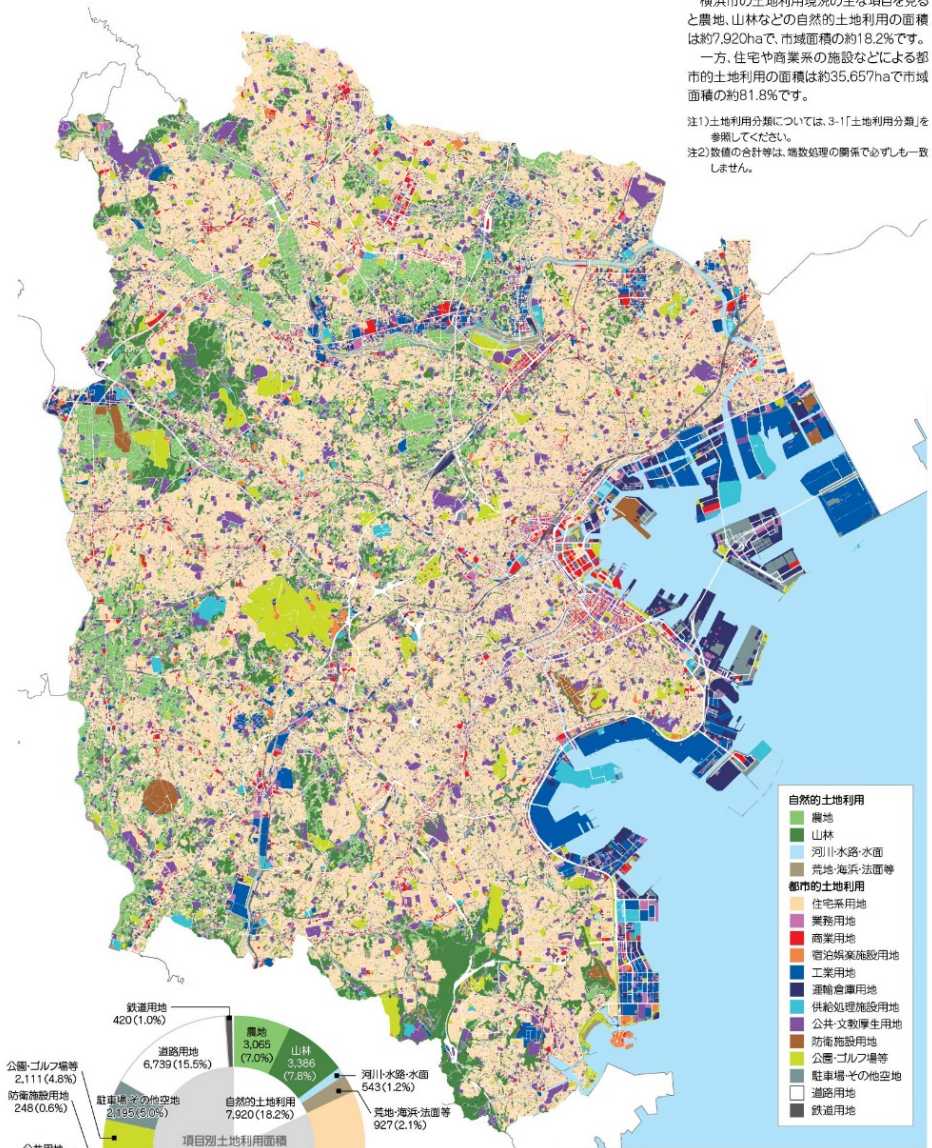 横浜市の土地利用現況の主な項目を見る
と農地、山林などの自然的土地利用の面積
は約7,920haで、市域面積の約18.2%です。
一方、住宅や商業系の施設などによる都
市的土地利用の面積は約35,657haで市域
面積の約81.8%です。
注1)土地利用分類については、3-1「土地利用分類」を
参照してください。
注2)数値の合計等は、端数処理の関係で必ずしも一致
しません。
自然的土地利用
農地
山林
河川・水路・水面
荒地・海浜・法面等
都市的土地利用
住宅系用地
業務用地
商業用地
宿泊娯楽施設用地
工業用地
運輸倉庫用地
供給処理施設用地
公共・文教厚生用地
防衛施設用地
公園・ゴルフ場等
駐車場・その他空地
道路用地
鉄道用地
鉄道用地
420(1.0%)
道路用地
6,739(15.5%)
公園・ゴルフ場等
2,111(4.8%)
防衛施設用地
248(0.6%)
駐車場・その他空地
2,195(5.0%)
農地
3,065
(7.0%)
山林
3,386
(7.8%)
河川・水路・水面
543(1.2%)
荒地・海浜・法面等
927(2.1%)
自然的土地利用
7,920(18.2%)
項目別土地利用面積